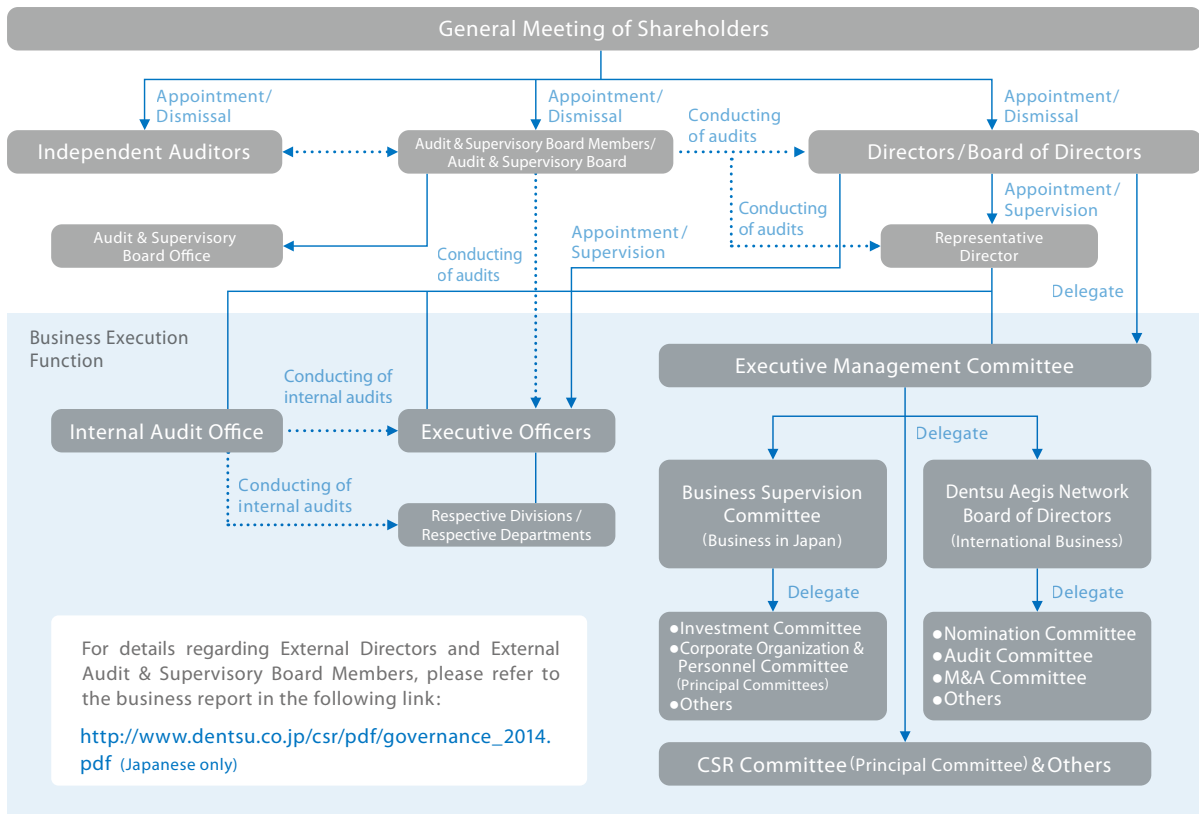 General Meeting of Shareholders
Appointment/
Dismissal
Appointment/
Dismissal
Conducting
of audits
Appointment/
Dismissal
Independent Auditors
Audit & Supervisory Board Members/
Audit & Supervisory Board
Directors/Board of Directors
Audit & Supervisory
Board Office
Conducting
of audits
Appointment/
Supervision
Conducting
of audits
Appointment/
Supervision
Representative
Director
Delegate
Business Execution
Function
Executive Management Committee
Conducting of
internal audits
Internal Audit Office
Executive Officers
Delegate
Conducting of
internal audits
Respective Divisions /
Respective Departments
Business Supervision
Committee
(Business in Japan)
Dentsu Aegis Network
Board of Directors
(International Business)
Delegate
Delegate
●Investment Committee
●Corporate Organization &
Personnel Committee
(Principal Committees)
●Others
●Nomination Committee
●Audit Committee
●M&A Committee
●Others
CSR Committee (Principal Committee) & Others
For details regarding External Directors and External
Audit & Supervisory Board Members, please refer to
the business report in the following link:
http://www.dentsu.co.jp/csr/pdf/governance_2014.
pdf (Japanese only)